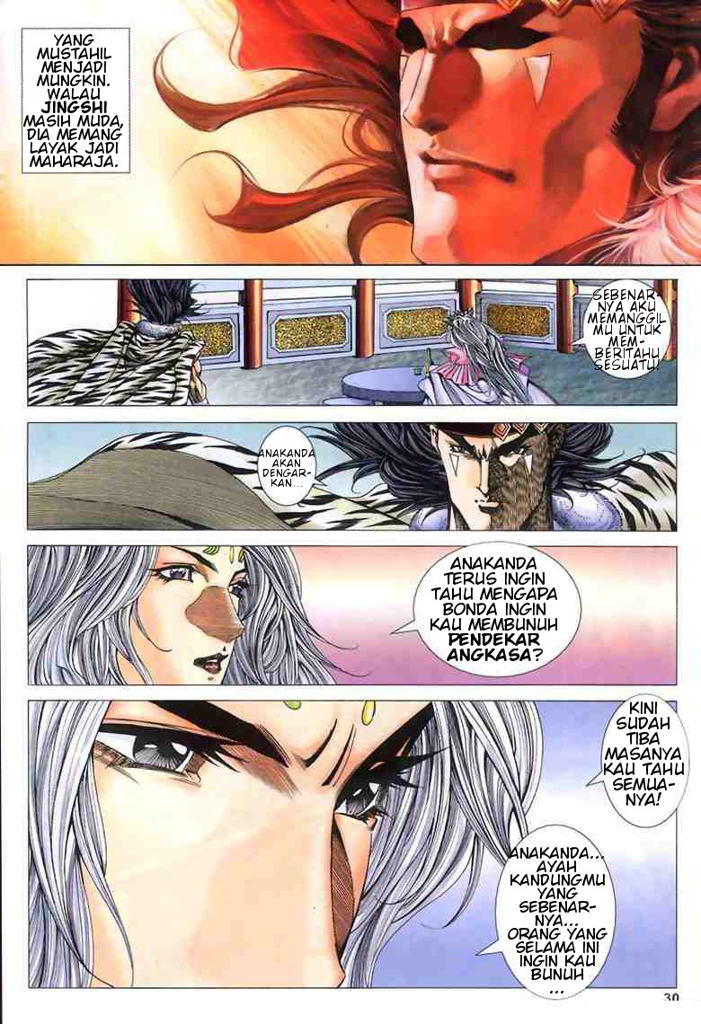 YANG
MUSTAHIL
MENJADI
MUNGKIN.
WALAU
JINGSHI
MASIH MUDA,
DIA MEMANG
LAYAK JADI
MAHARAJA.
SEBENAR-
NYA AKU
MEMANGGIL
MU UNTUK
MEM-
BERITAHU
SESUATU.
ANAKANDA
AKAN
DENGAR-
KAN...
ANAKANDA
TERUS INGIN
TAHU MENGAPA
BONDA INGIN
KAU MEMBUNUH
PENDEKAR
ANGKASA?
KINI
SUDAH
TIBA
MASANYA
KAU TAHU
SEMUA-
NYA!
ANAKANDA...
AYAH
KANDUNGMU
YANG
SEBENAR-
NYA...
ORANG YANG
SELAMA INI
INGIN KAU
BUNUH
...
30